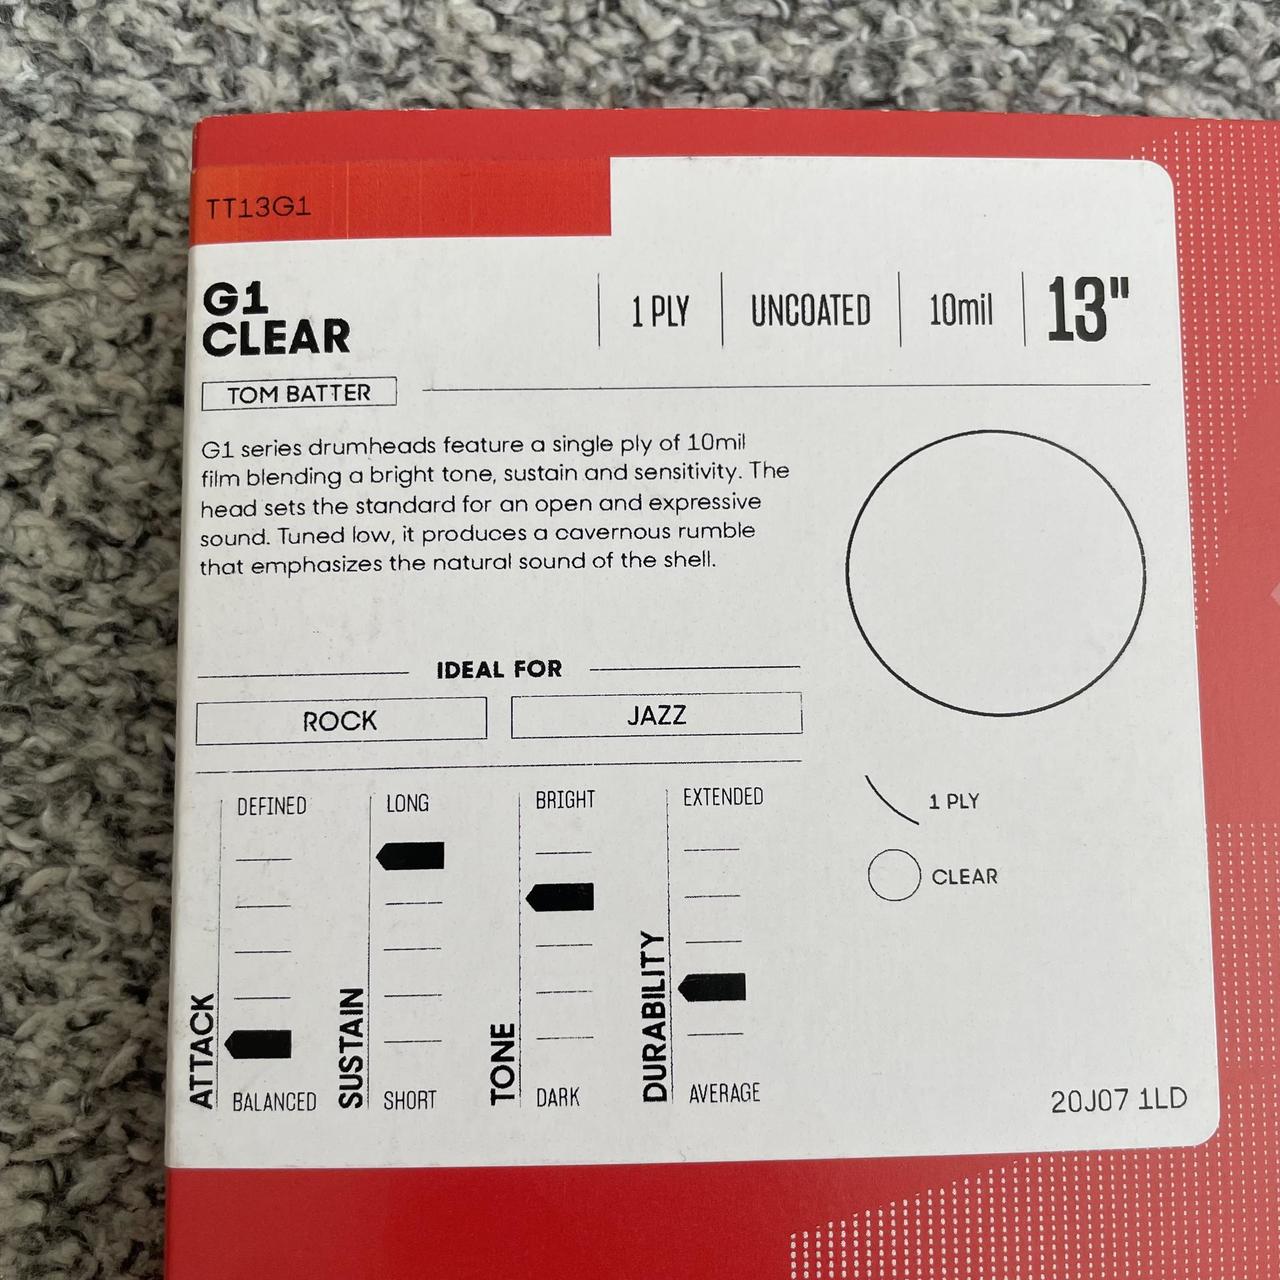 TT13G1
G1
CLEAR
1 PLY
UNCOATED
10mil
13"
TOM BATTER
G1 series drumheads feature a single ply of 10mil
film blending a bright tone, sustain and sensitivity. The
head sets the standard for an open and expressive
sound. Tuned low, it produces a cavernous rumble
that emphasizes the natural sound of the shell.
IDEAL FOR
ROCK
JAZZ
ATTACK
DEFINED
BALANCED
SUSTAIN
LONG
SHORT
TONE
BRIGHT
DARK
DURABILITY
EXTENDED
AVERAGE
1 PLY
CLEAR
20J07 1LD